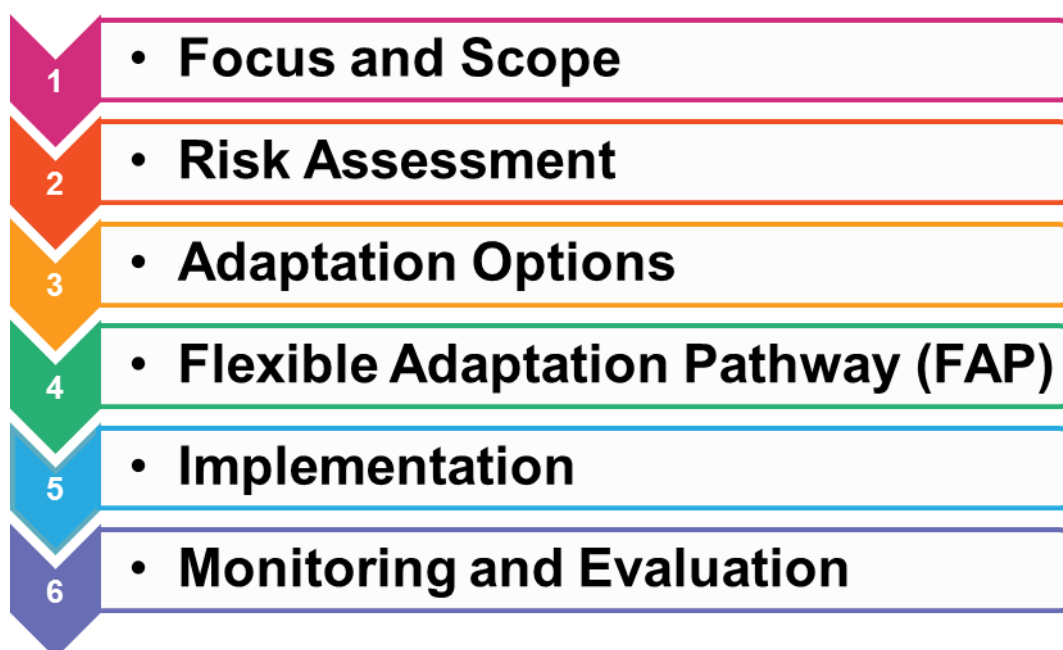 1 • Focus and Scope
2 • Risk Assessment
3 • Adaptation Options
4 • Flexible Adaptation Pathway (FAP)
5 • Implementation
6 • Monitoring and Evaluation